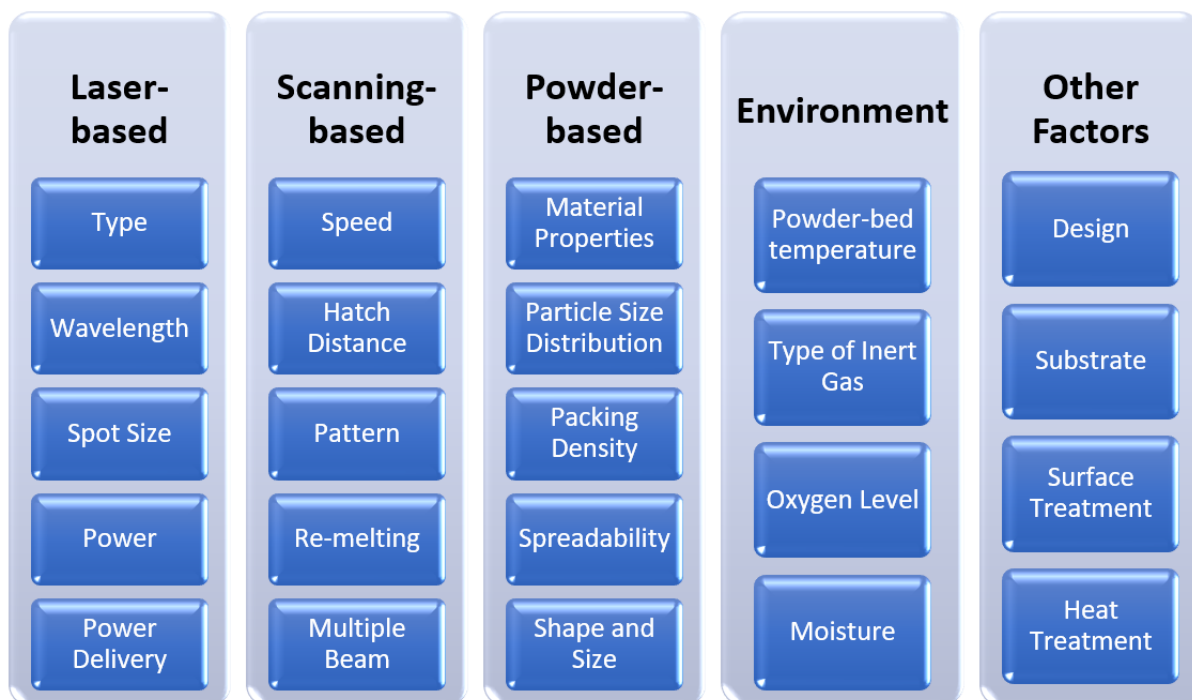 Laser-
based
Type
Wavelength
Spot Size
Power
Power
Delivery
Scanning-
based
Speed
Hatch
Distance
Pattern
Re-melting
Multiple
Beam
Powder-
based
Material
Properties
Particle Size
Distribution
Packing
Density
Spreadability
Shape and
Size
Environment
Powder-bed
temperature
Type of Inert
Gas
Oxygen Level
Moisture
Other
Factors
Design
Substrate
Surface
Treatment
Heat
Treatment